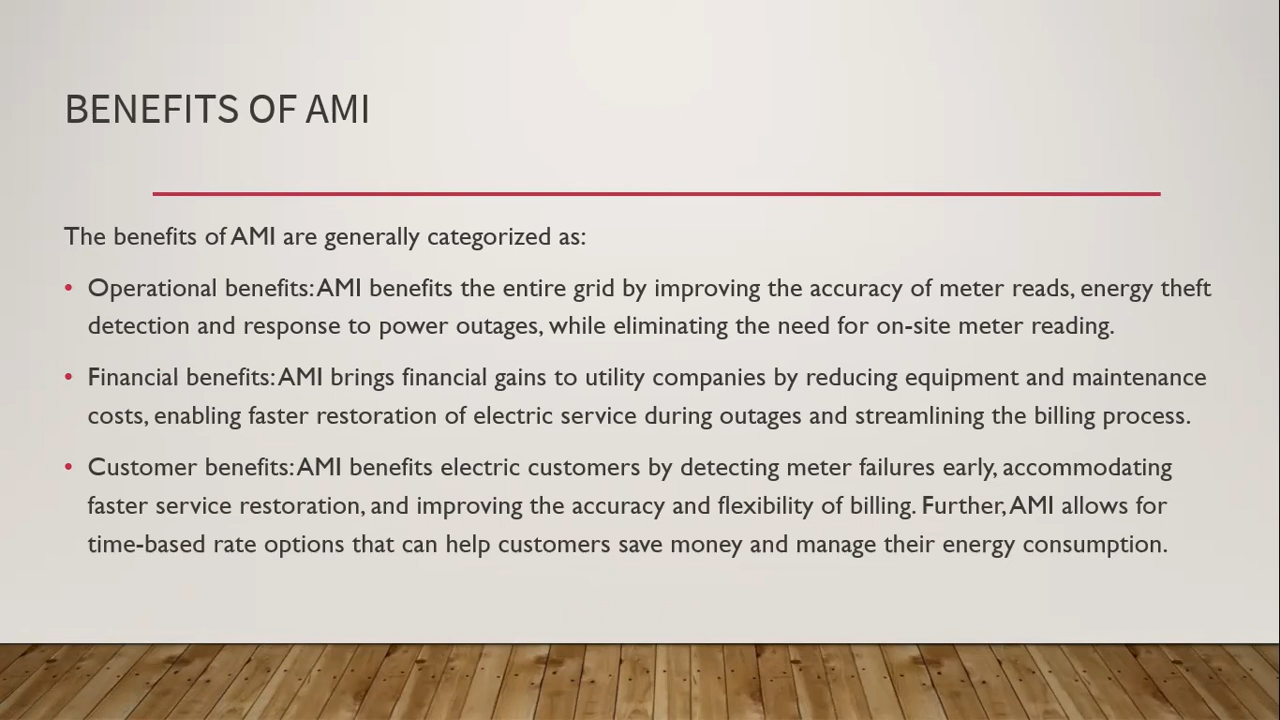 BENEFITS OF AMI
The benefits of AMI are generally categorized as:
• Operational benefits: AMI benefits the entire grid by improving the accuracy of meter reads, energy theft
detection and response to power outages, while eliminating the need for on-site meter reading.
• Financial benefits: AMI brings financial gains to utility companies by reducing equipment and maintenance
costs, enabling faster restoration of electric service during outages and streamlining the billing process.
• Customer benefits: AMI benefits electric customers by detecting meter failures early, accommodating
faster service restoration, and improving the accuracy and flexibility of billing. Further, AMI allows for
time-based rate options that can help customers save money and manage their energy consumption.